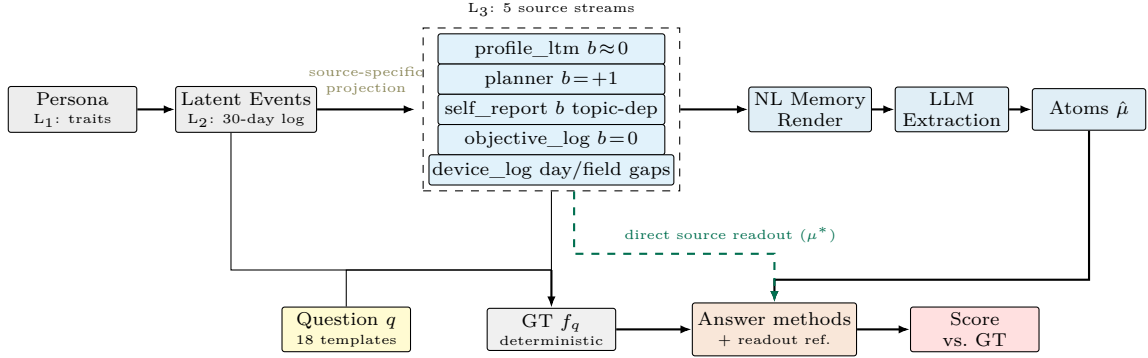 L₃: 5 source streams
profile_ltm b≈0
planner b=+1
self_report b topic-dep
objective_log b=0
device_log day/field gaps
source-specific
projection
Persona
L₁: traits
Latent Events
L₂: 30-day log
NL Memory
Render
LLM
Extraction
Atoms μ̂
direct source readout (μ*)
Question q
18 templates
GT f_q
deterministic
Answer methods
+ readout ref.
Score
vs. GT